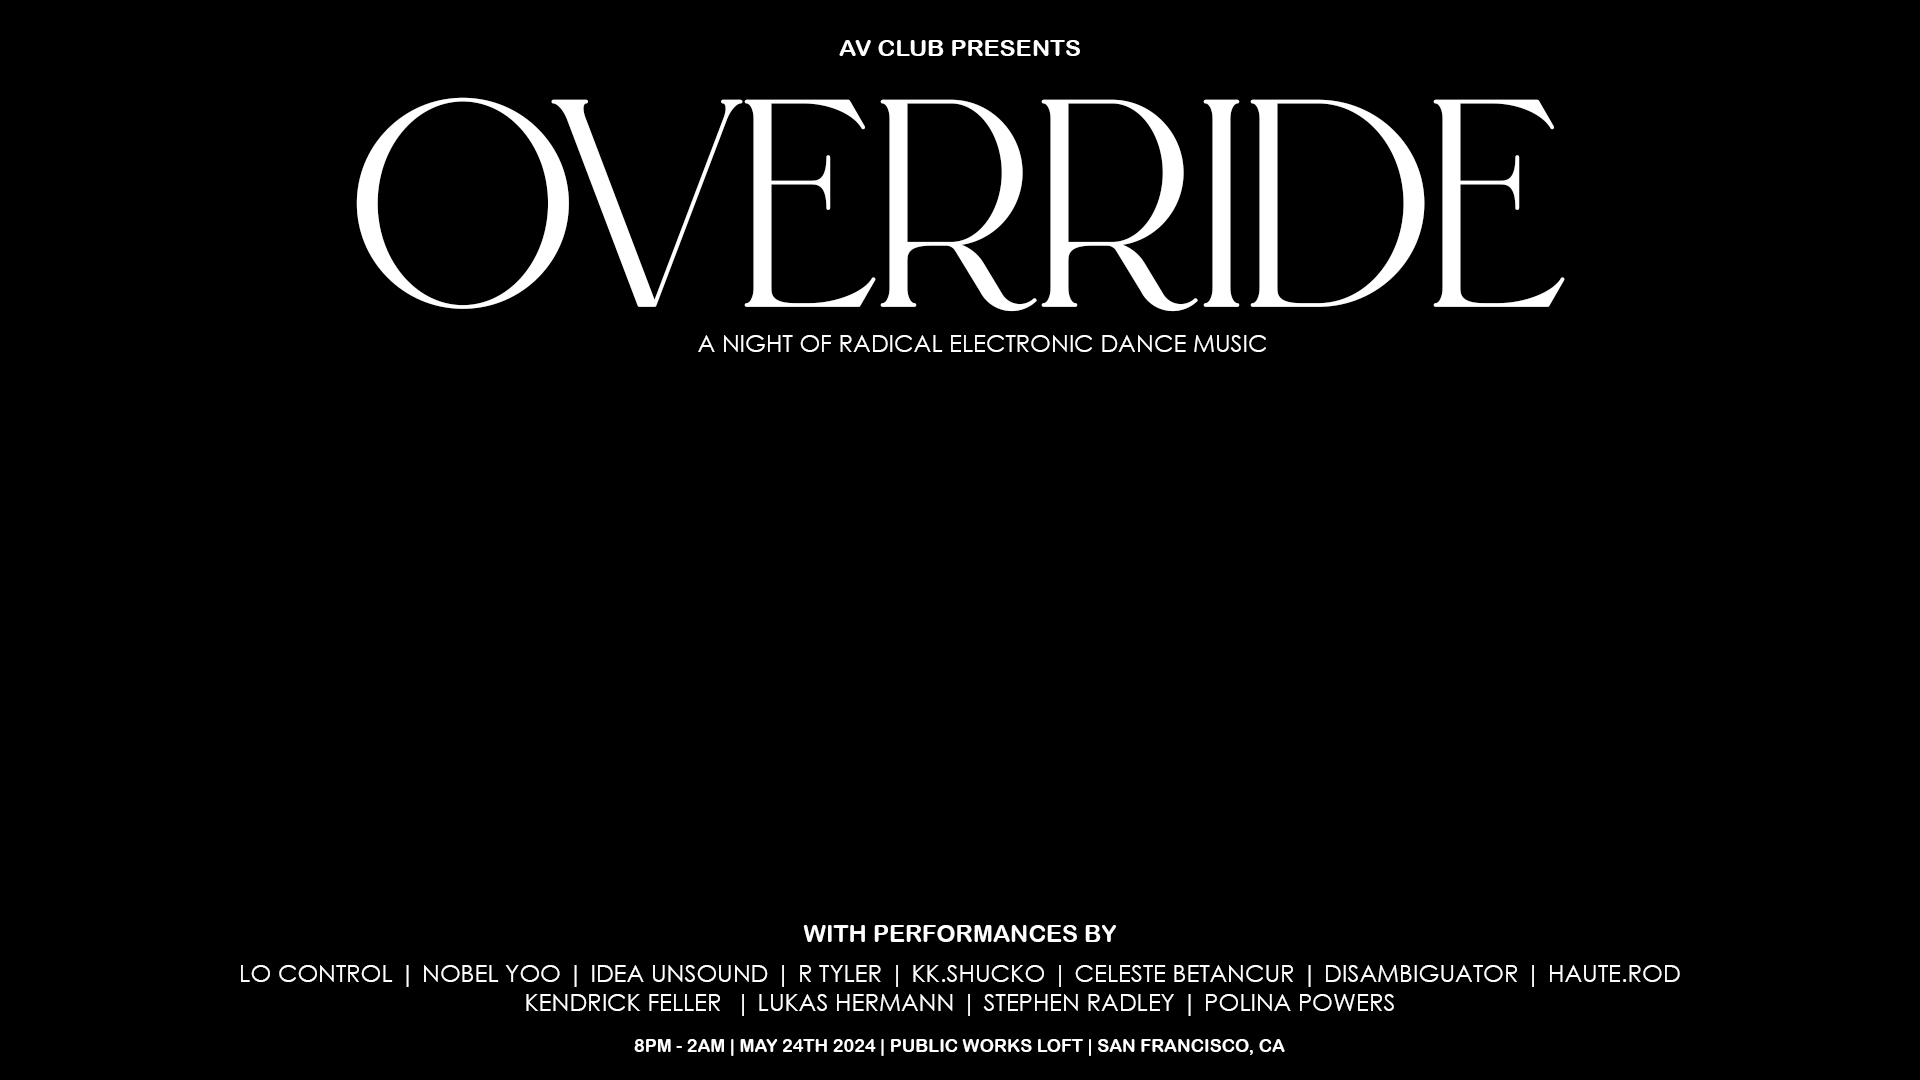 AV CLUB PRESENTS
OVERRIDE
A NIGHT OF RADICAL ELECTRONIC DANCE MUSIC
WITH PERFORMANCES BY
LO CONTROL | NOBEL YOO | IDEA UNSOUND | R TYLER | KK.SHUCKO | CELESTE BETANCUR | DISAMBIGUATOR | HAUTE.ROD
KENDRICK FELLER | LUKAS HERMANN | STEPHEN RADLEY | POLINA POWERS
8PM - 2AM | MAY 24TH 2024 | PUBLIC WORKS LOFT | SAN FRANCISCO, CA